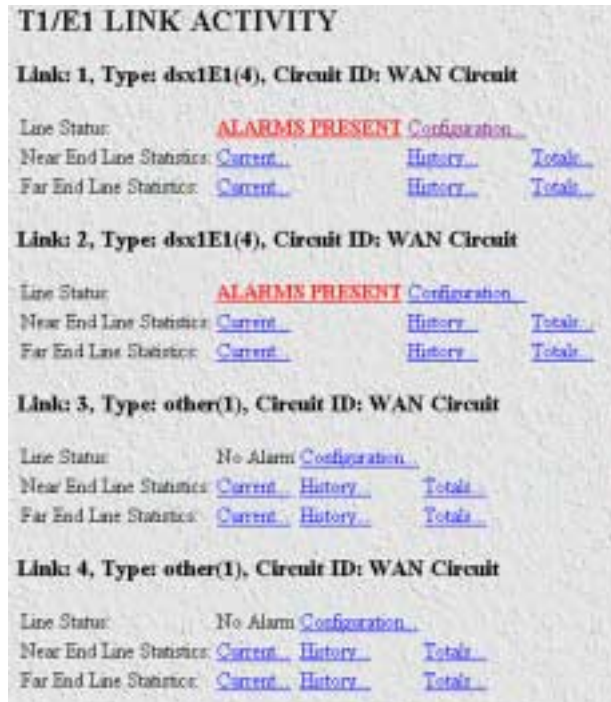 T1/E1 LINK ACTIVITY
Link: 1, Type: dsx1E1(4), Circuit ID: WAN Circuit
Line Status: ALARMS PRESENT Configuration...
Near End Line Statistics: Current... History... Totals...
Far End Line Statistics: Current... History... Totals...
Link: 2, Type: dsx1E1(4), Circuit ID: WAN Circuit
Line Status: ALARMS PRESENT Configuration...
Near End Line Statistics: Current... History... Totals...
Far End Line Statistics: Current... History... Totals...
Link: 3, Type: other(1), Circuit ID: WAN Circuit
Line Status: No Alarm Configuration...
Near End Line Statistics: Current... History... Totals...
Far End Line Statistics: Current... History... Totals...
Link: 4, Type: other(1), Circuit ID: WAN Circuit
Line Status: No Alarm Configuration...
Near End Line Statistics: Current... History... Totals...
Far End Line Statistics: Current... History... Totals...